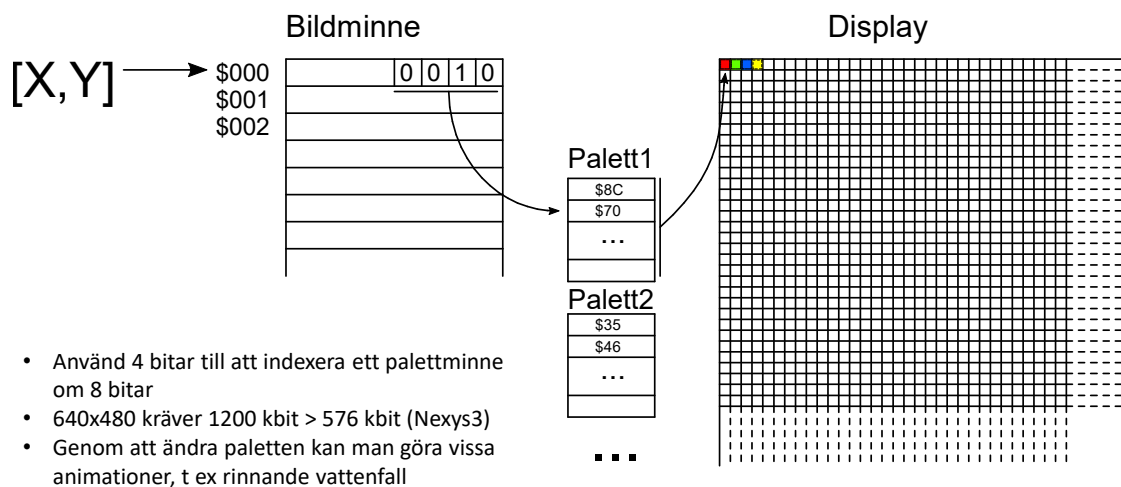 Bildminne
Display
[X,Y]
$000
0 0 1 0
$001
$002
Palett1
$8C
$70
...
Palett2
$35
$46
...
...
• Använd 4 bitar till att indexera ett palettminne
om 8 bitar
• 640x480 kräver 1200 kbit > 576 kbit (Nexys3)
• Genom att ändra paletten kan man göra vissa
animationer, t ex rinnande vattenfall